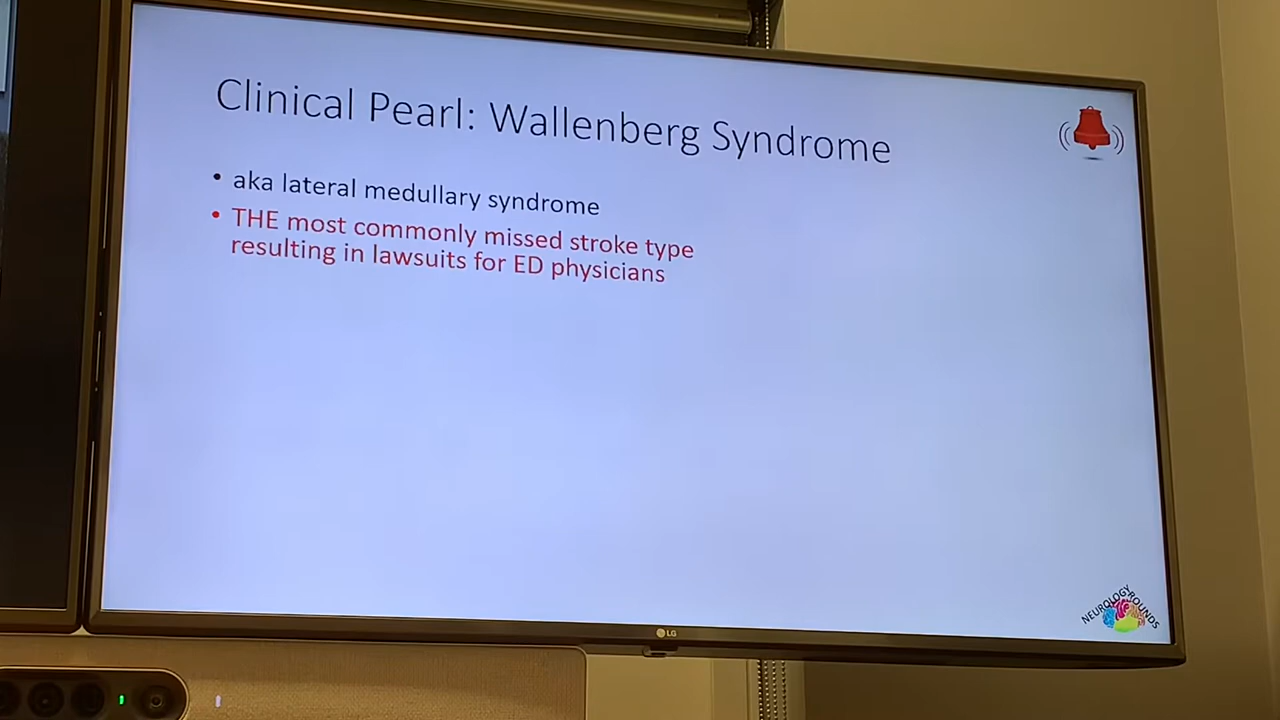 Clinical Pearl: Wallenberg Syndrome
• aka lateral medullary syndrome
• THE most commonly missed stroke type
resulting in lawsuits for ED physicians
NEUROLOGY ROUNDS
LG